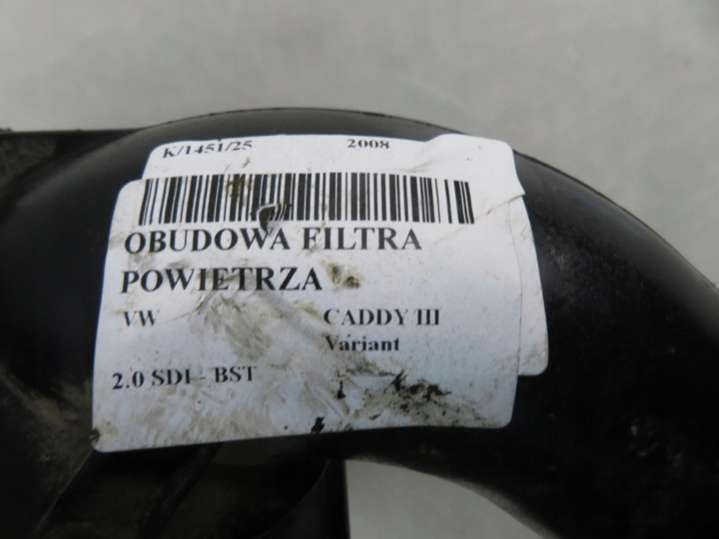 K/1451/25 2008
OBUDOWA FILTRA
POWIETRZA
VW CADDY III
Variant
2.0 SDI - BST